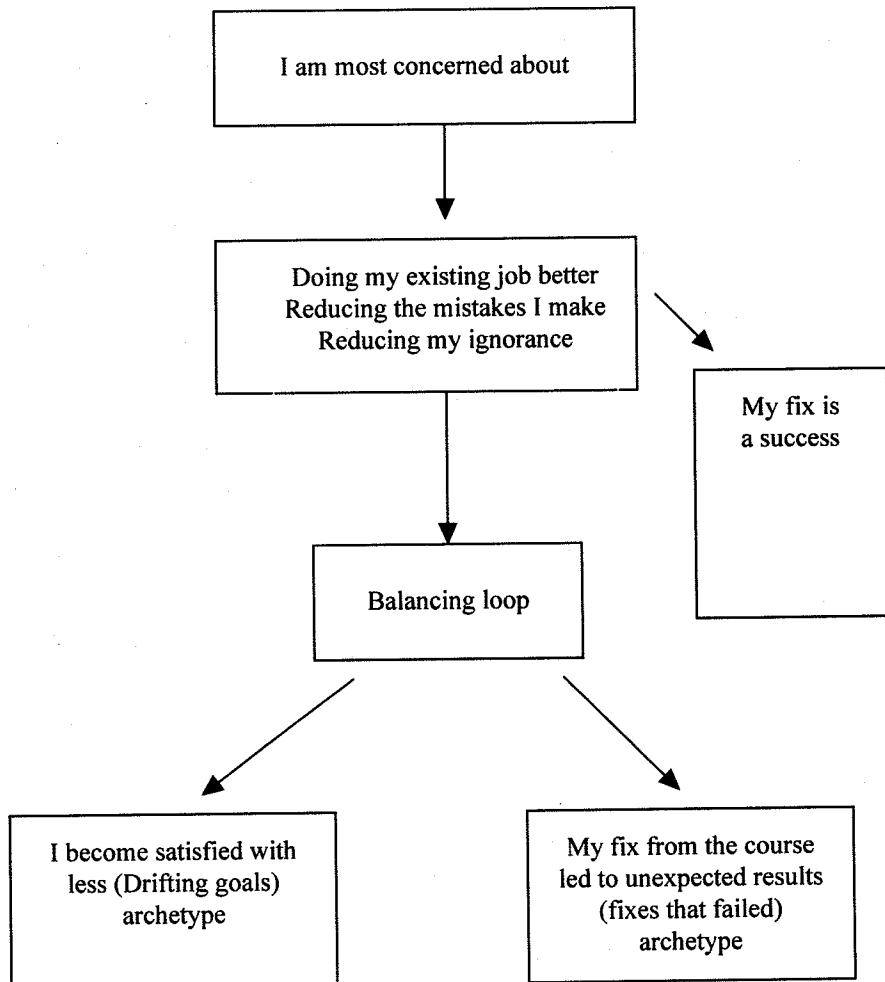 I am most concerned about
Doing my existing job better
Reducing the mistakes I make
Reducing my ignorance
My fix is
a success
Balancing loop
I become satisfied with
less (Drifting goals)
archetype
My fix from the course
led to unexpected results
(fixes that failed)
archetype